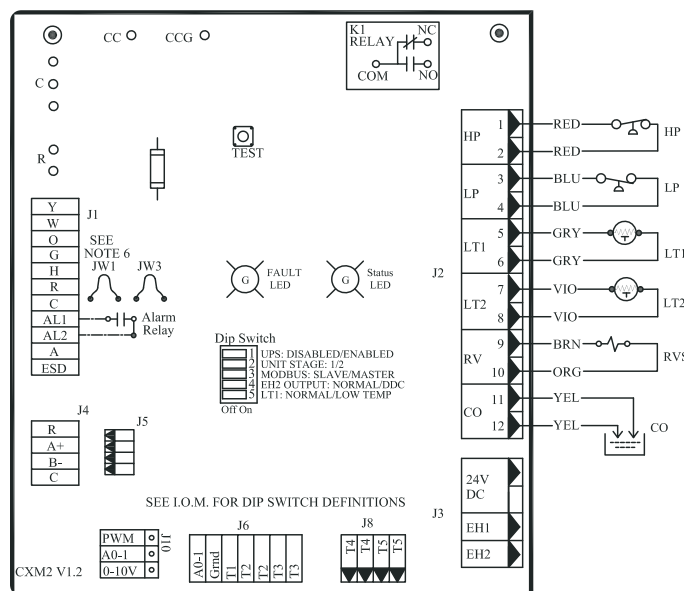 CC
CCG
K1
RELAY
NC
COM
NO
C
R
TEST
HP
1
RED
2
RED
HP
LP
3
BLU
4
BLU
LP
LT1
5
GRY
6
GRY
LT1
LT2
7
VIO
8
VIO
LT2
RV
9
BRN
10
ORG
RVS
CO
11
YEL
12
YEL
CO
J2
J1
Y
W
O
G
H
R
C
AL1
AL2
A
ESD
SEE
NOTE 6
JW1
JW3
Alarm
Relay
G
FAULT
LED
G
Status
LED
Dip Switch
1 UPS: DISABLED/ENABLED
2 UNIT STAGE: 1/2
3 MODBUS: SLAVE/MASTER
4 EH2 OUTPUT: NORMAL/DDC
5 LT1: NORMAL/LOW TEMP
Off On
J4
R
A+
B-
C
J5
SEE I.O.M. FOR DIP SWITCH DEFINITIONS
J3
24V
DC
EH1
EH2
J10
PWM
A0-1
0-10V
CXM2 V1.2
J6
A0-1
Grnd
T1
T2
T2
T3
T3
J8
T4
T4
T5
T5